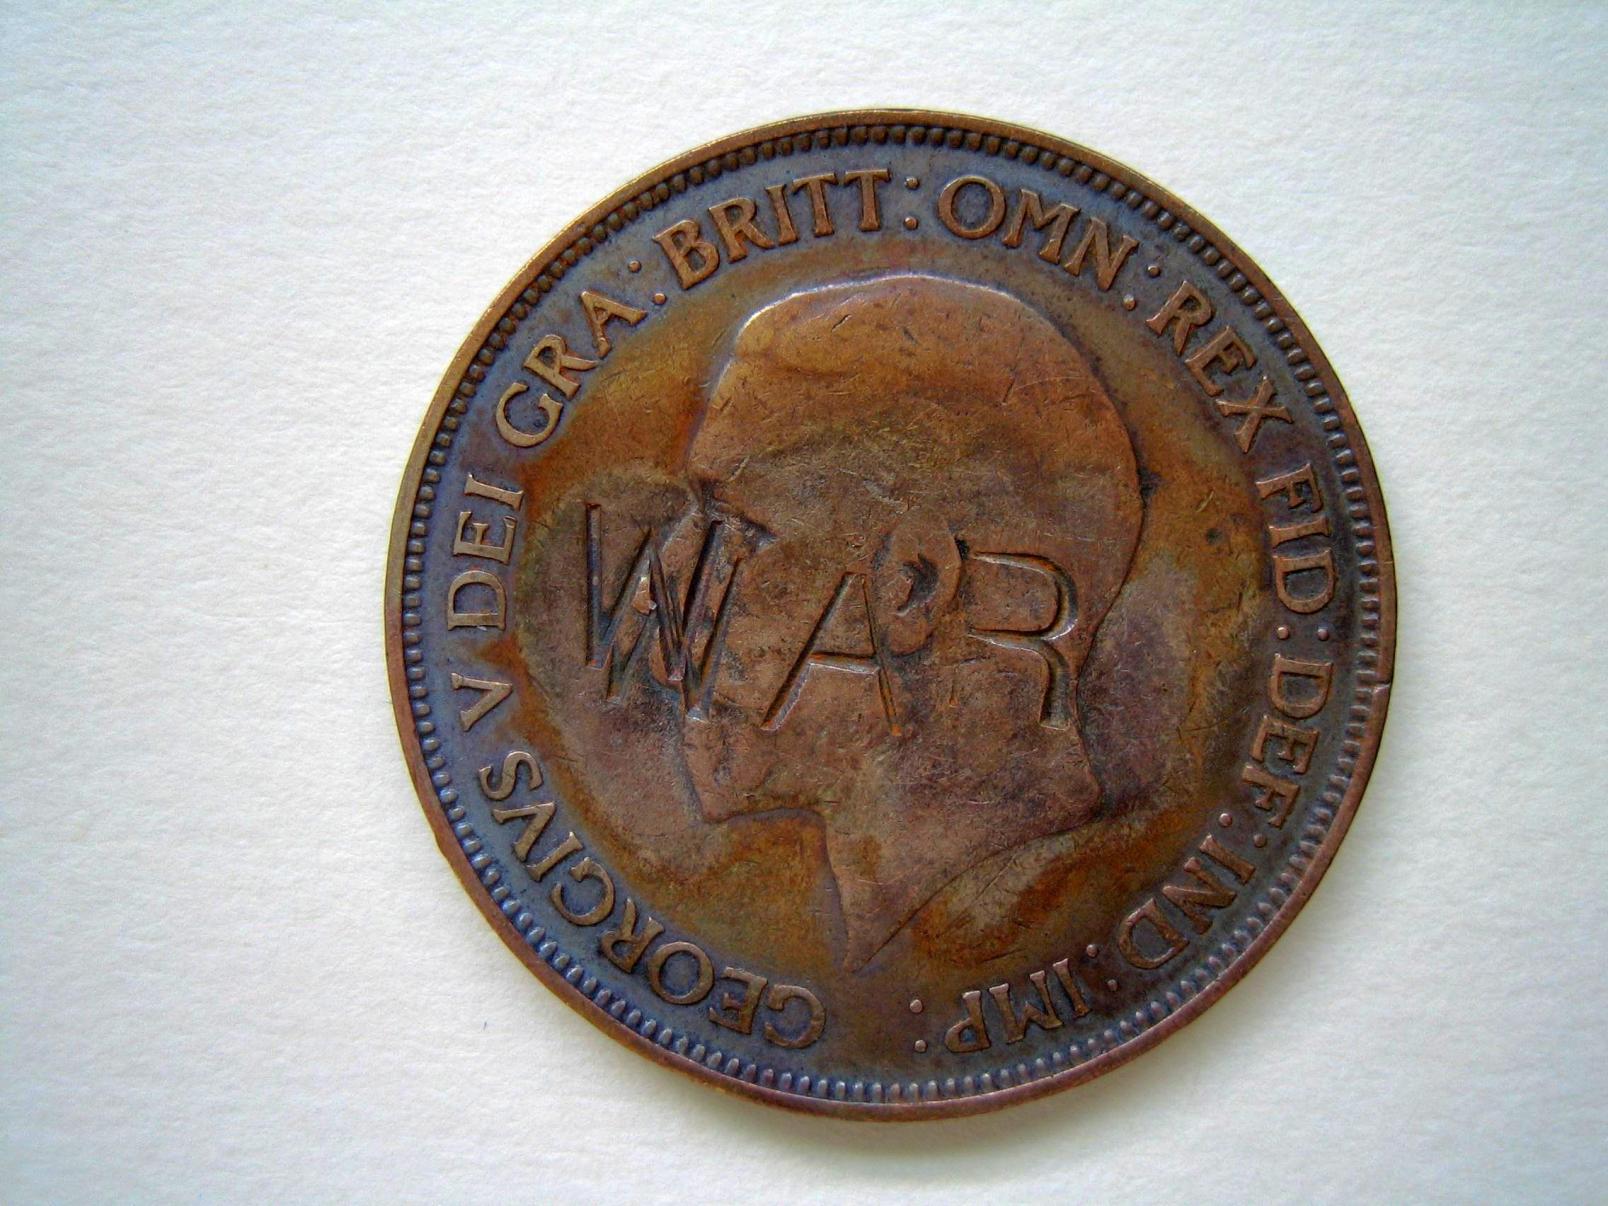 GEORGIVS V DEI GRA: BRITT: OMN: REX FID: DEF: IND: IMP:
WAR